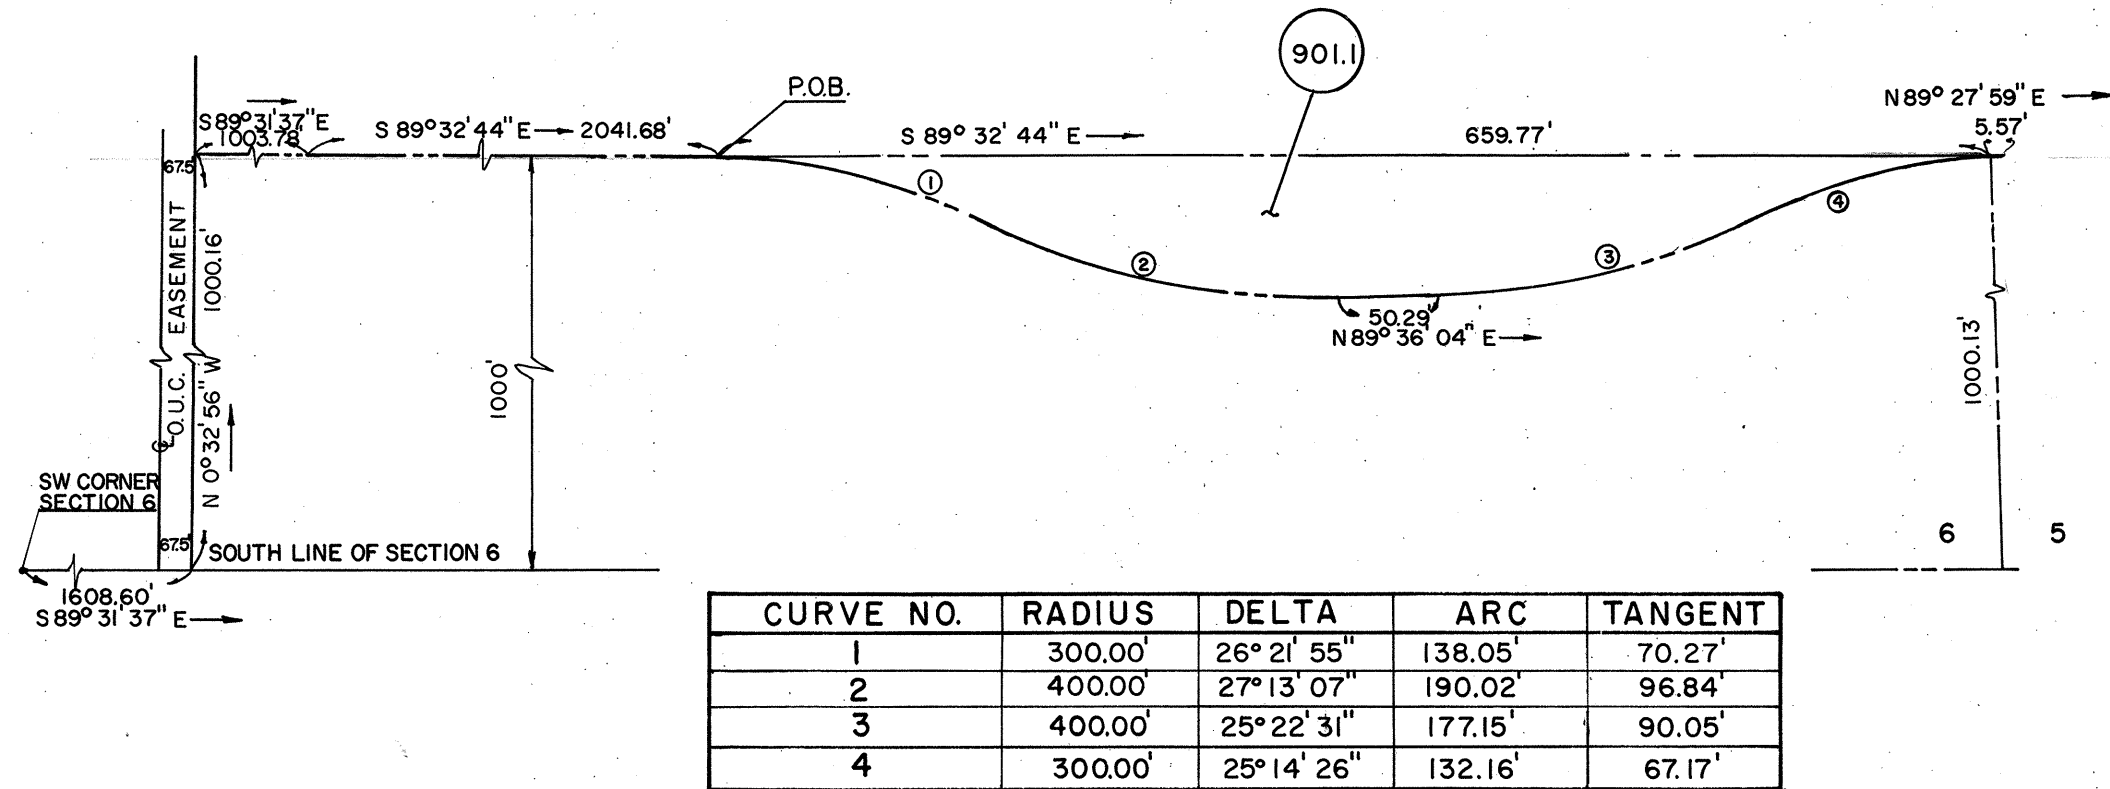 901.1
P.O.B.
N 89° 27' 59" E
5.57'
S 89° 31' 37" E
1003.78'
S 89° 32' 44" E
2041.68'
S 89° 32' 44" E
659.77'
67.5'
O.U.C. EASEMENT
1000.16'
N 0° 32' 56" W
℄
1000'
1
2
3
4
50.29'
N 89° 36' 04" E
1000.13'
SW CORNER
SECTION 6
67.5'
SOUTH LINE OF SECTION 6
6 5
1608.60'
S 89° 31' 37" E
CURVE NO. RADIUS DELTA ARC TANGENT
1 300.00' 26° 21' 55" 138.05' 70.27'
2 400.00' 27° 13' 07" 190.02' 96.84'
3 400.00' 25° 22' 31" 177.15' 90.05'
4 300.00' 25° 14' 26" 132.16' 67.17'